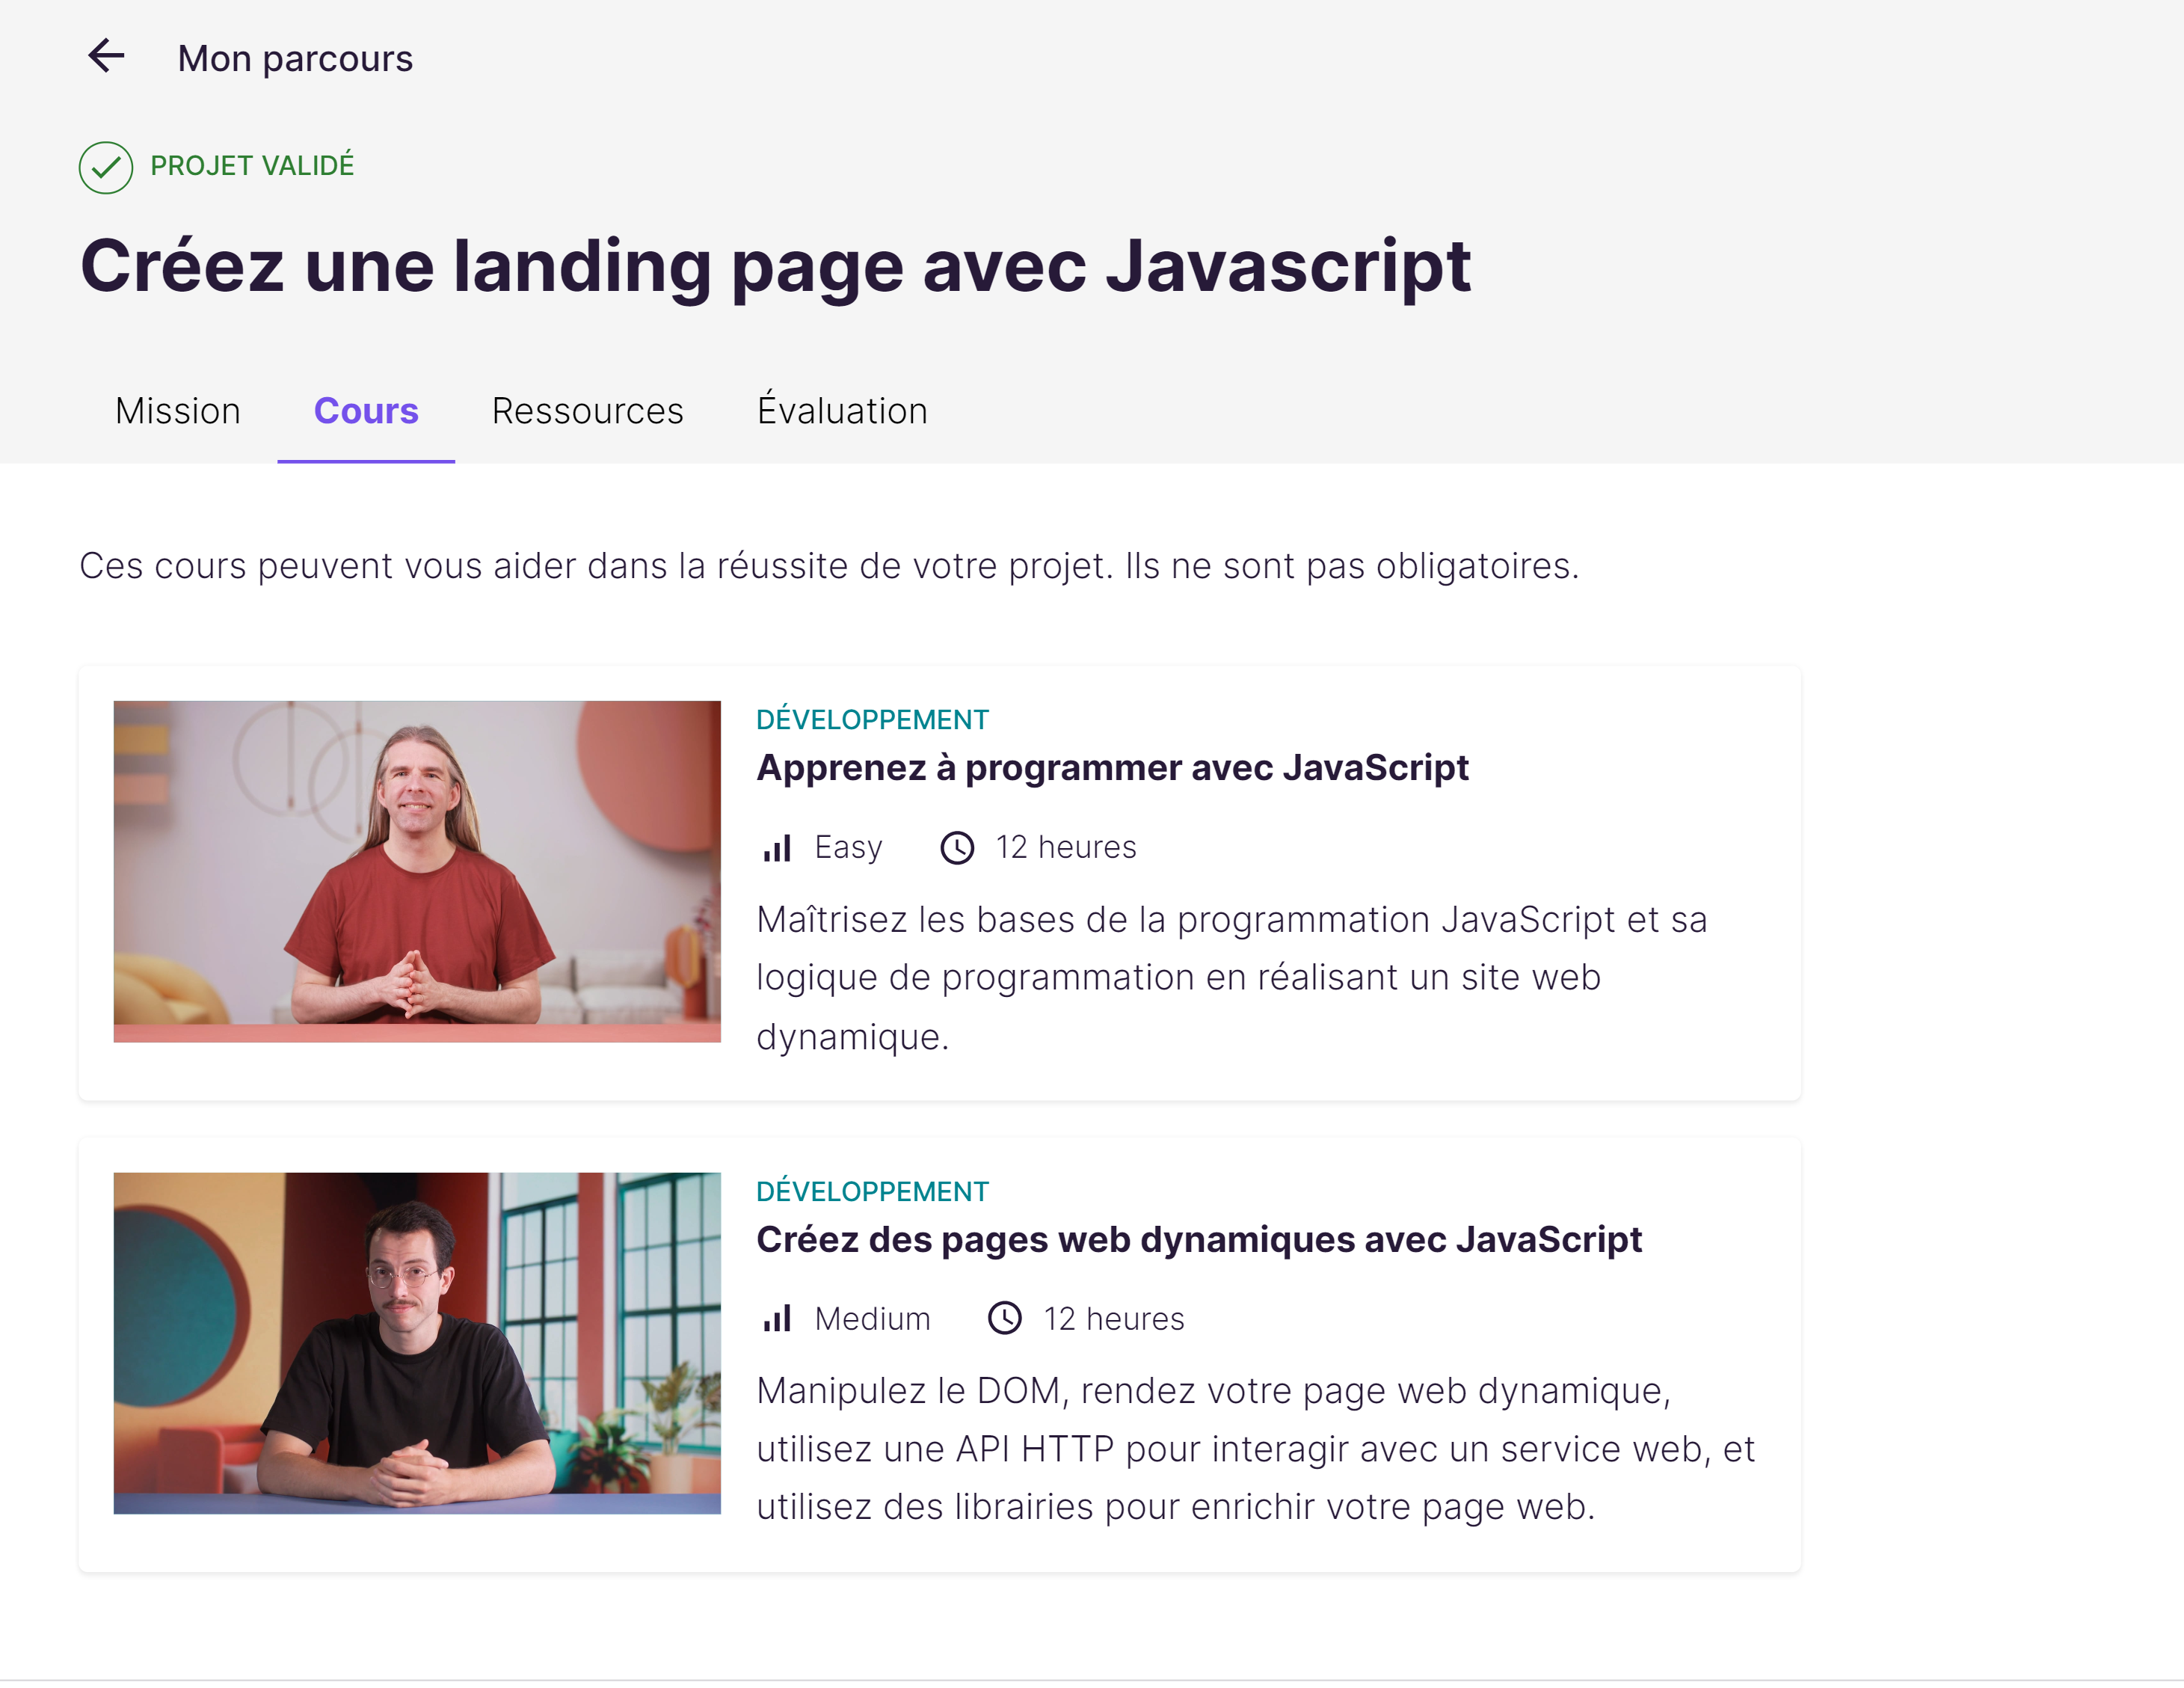 Mon parcours
PROJET VALIDÉ
Créez une landing page avec Javascript
Mission Cours Ressources Évaluation
Ces cours peuvent vous aider dans la réussite de votre projet. Ils ne sont pas obligatoires.
DÉVELOPPEMENT
Apprenez à programmer avec JavaScript
Easy 12 heures
Maîtrisez les bases de la programmation JavaScript et sa
logique de programmation en réalisant un site web
dynamique.
DÉVELOPPEMENT
Créez des pages web dynamiques avec JavaScript
Medium 12 heures
Manipulez le DOM, rendez votre page web dynamique,
utilisez une API HTTP pour interagir avec un service web, et
utilisez des librairies pour enrichir votre page web.